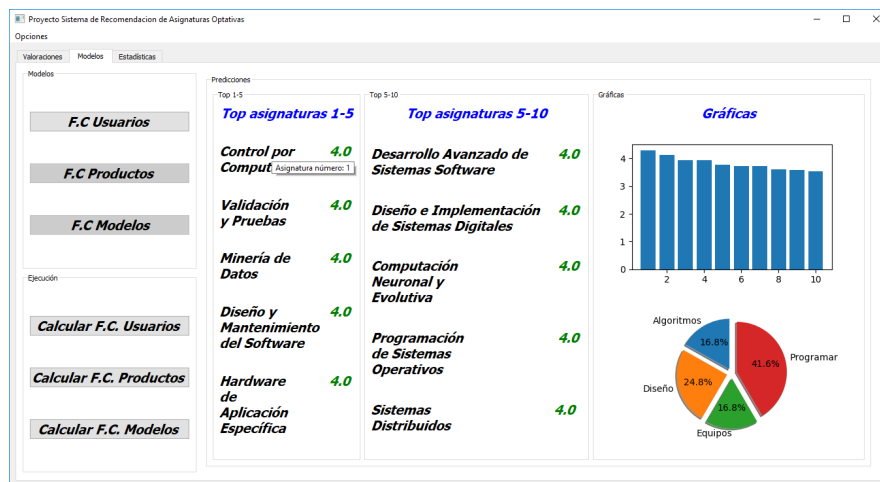 Proyecto Sistema de Recomendacion de Asignaturas Optativas
Opciones
Valoraciones Modelos Estadísticas
Modelos
F.C Usuarios
F.C Productos
F.C Modelos
Ejecución
Calcular F.C. Usuarios
Calcular F.C. Productos
Calcular F.C. Modelos
Predicciones
Top 1-5
Top asignaturas 1-5
Control por 4.0
Comput
Asignatura número: 1
Validación 4.0
y Pruebas
Minería de 4.0
Datos
Diseño y 4.0
Mantenimiento
del Software
Hardware 4.0
de
Aplicación
Específica
Top 5-10
Top asignaturas 5-10
Desarrollo Avanzado de 4.0
Sistemas Software
Diseño e Implementación 4.0
de Sistemas Digitales
Computación 4.0
Neuronal y
Evolutiva
Programación 4.0
de Sistemas
Operativos
Sistemas 4.0
Distribuidos
Gráficas
Gráficas
4
3
2
1
0
2 4 6 8 10
Algoritmos
16.8%
Programar
41.6%
Diseño
24.8%
16.8%
Equipos